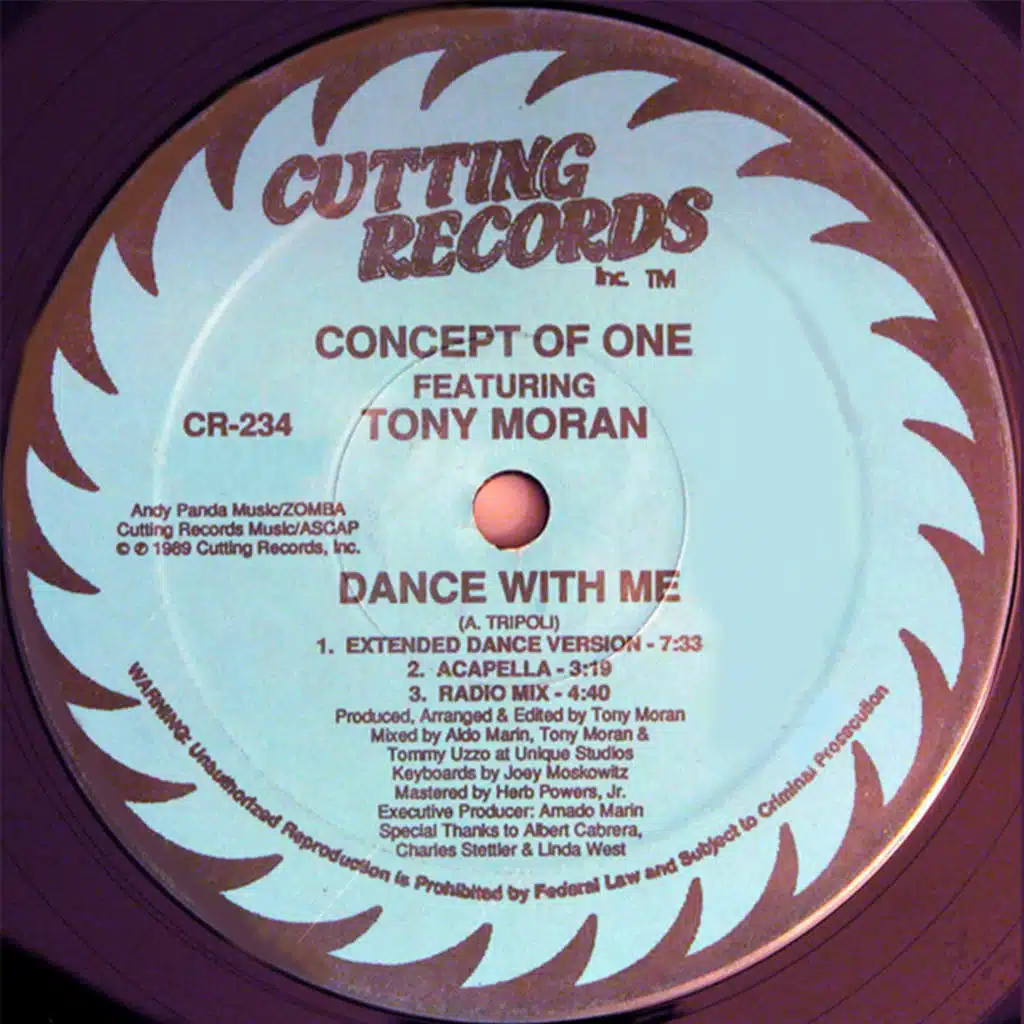 CUTTING
RECORDS
Inc. TM
CONCEPT OF ONE
FEATURING
TONY MORAN
CR-234
Andy Panda Music/ZOMBA
Cutting Records Music/ASCAP
© ℗ 1989 Cutting Records, Inc.
DANCE WITH ME
(A. TRIPOLI)
1. EXTENDED DANCE VERSION - 7:33
2. ACAPELLA - 3:19
3. RADIO MIX - 4:40
Produced, Arranged & Edited by Tony Moran
Mixed by Aldo Marin, Tony Moran &
Tommy Uzzo at Unique Studios
Keyboards by Joey Moskowitz
Mastered by Herb Powers, Jr.
Executive Producer: Amado Marin
Special Thanks to Albert Cabrera,
Charles Stettler & Linda West
WARNING: Unauthorized Reproduction is Prohibited by Federal Law and Subject to Criminal Prosecution